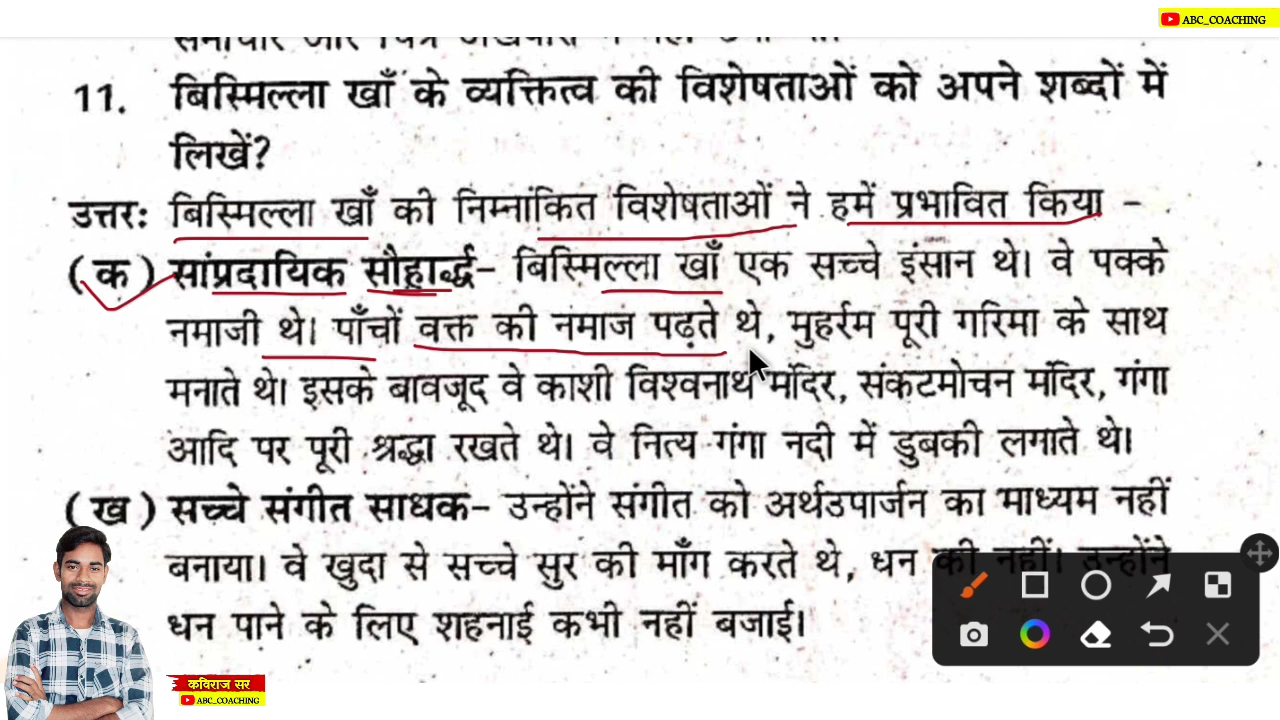 ABC_COACHING
11. बिस्मिल्ला खाँ के व्यक्तित्व की विशेषताओं को अपने शब्दों में
लिखें?
उत्तरः बिस्मिल्ला खाँ की निम्नांकित विशेषताओं ने हमें प्रभावित किया -
(क) सांप्रदायिक सौहार्द्ध- बिस्मिल्ला खाँ एक सच्चे इंसान थे। वे पक्के
नमाजी थे। पाँचों वक्त की नमाज पढ़ते थे, मुहर्रम पूरी गरिमा के साथ
मनाते थे। इसके बावजूद वे काशी विश्वनाथ मंदिर, संकटमोचन मंदिर, गंगा
आदि पर पूरी श्रद्धा रखते थे। वे नित्य गंगा नदी में डुबकी लगाते थे।
(ख) सच्चे संगीत साधक- उन्होंने संगीत को अर्थउपार्जन का माध्यम नहीं
बनाया। वे खुदा से सच्चे सुर की माँग करते थे, धन की नहीं। उन्होंने
धन पाने के लिए शहनाई कभी नहीं बजाई।
कविराज सर
ABC_COACHING